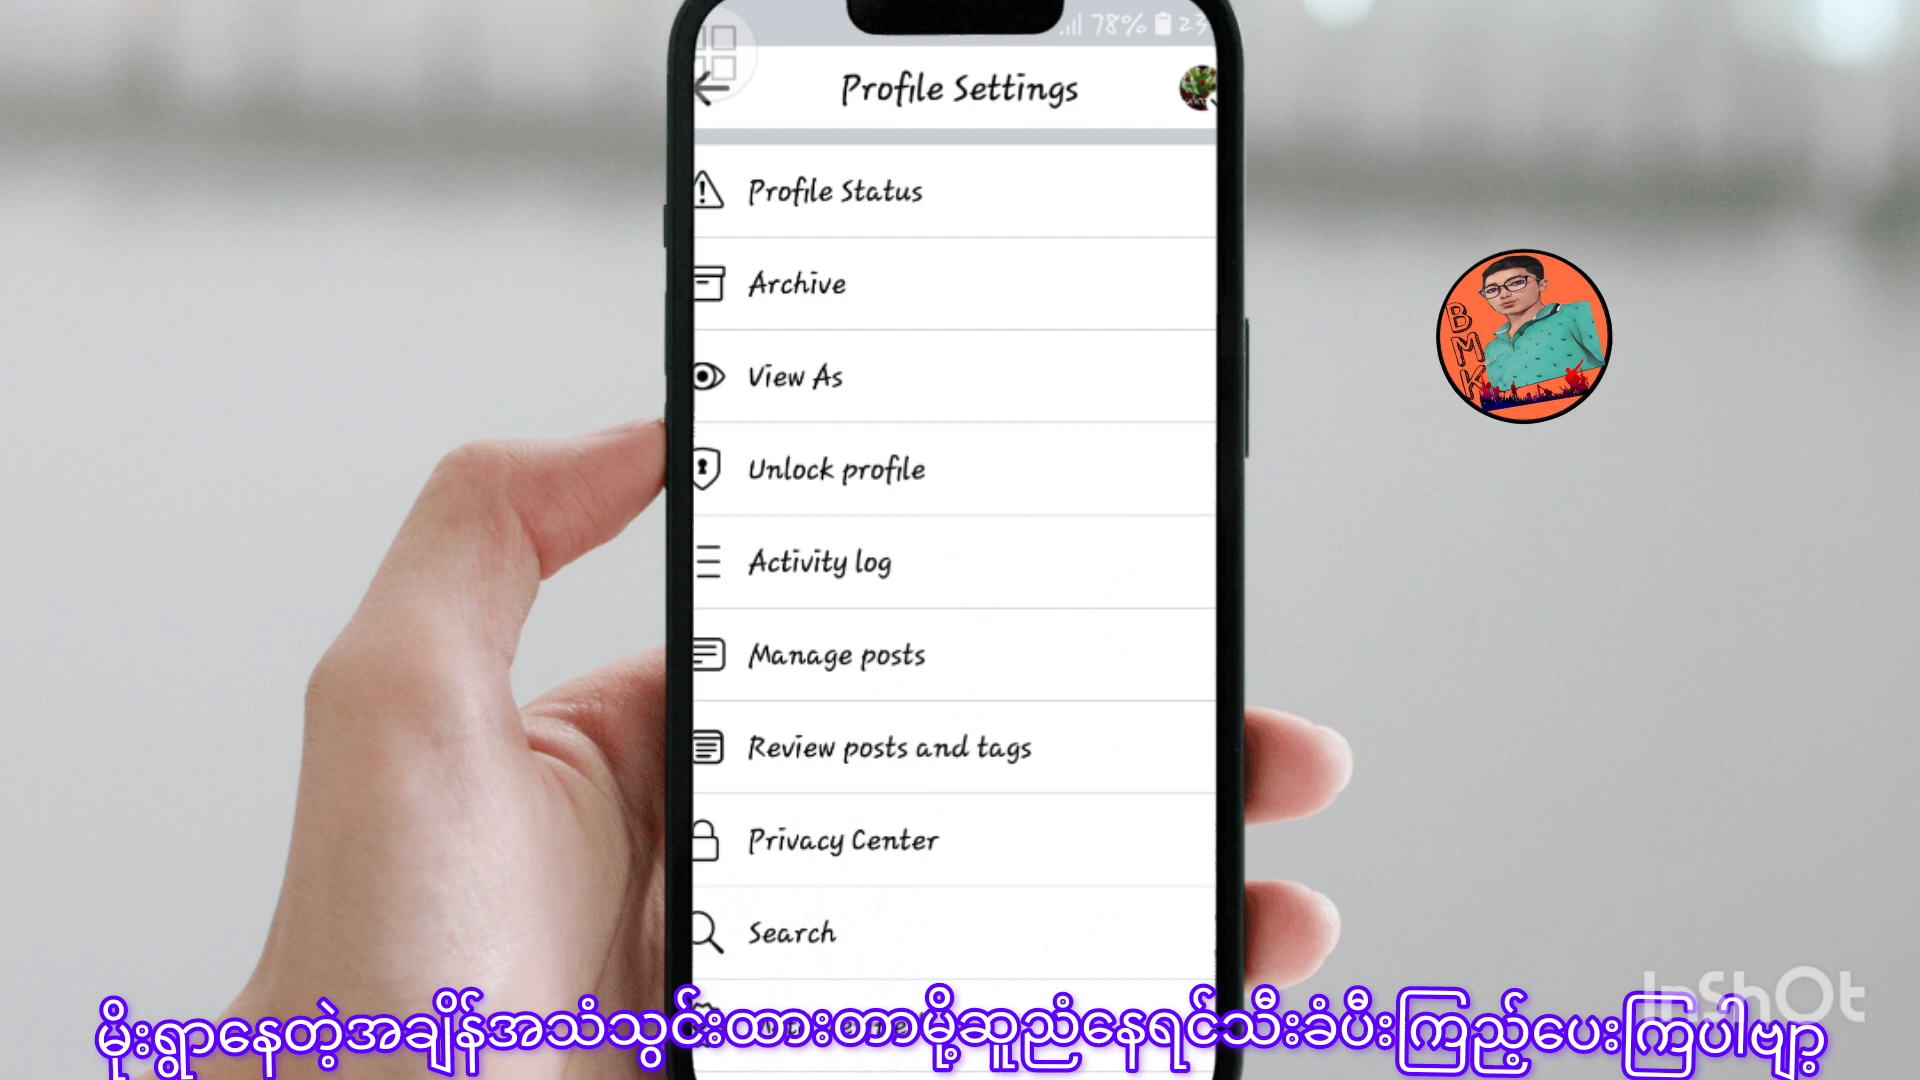 78% 23
Profile Settings
Profile Status
Archive
View As
Unlock profile
Activity log
Manage posts
Review posts and tags
Privacy Center
Search
BMK
InShOt
မိုးရွာနေတဲ့အချိန်အသံသွင်းထားတာမို့ဆူညံနေရင်သီးခံပီးကြည့်ပေးကြပါဗျာ့